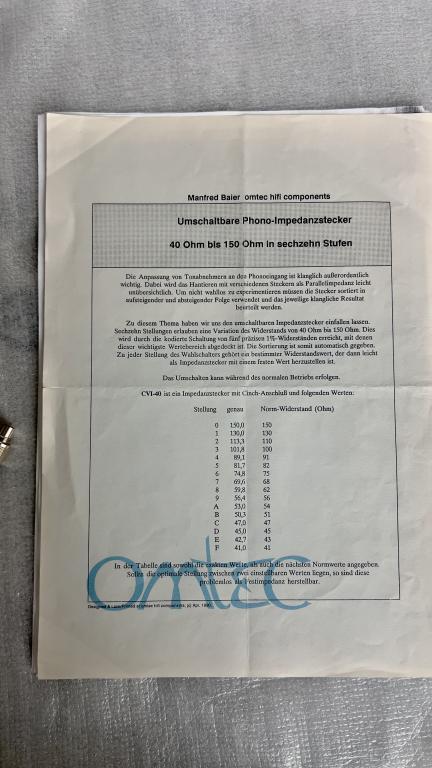 Manfred Baier omtec hifi components
Umschaltbare Phono-Impedanzstecker
40 Ohm bis 150 Ohm in sechzehn Stufen
Die Anpassung von Tonabnehmern an den Phonoeingang ist klanglich außerordentlich
wichtig. Dabei wird das Hantieren mit verschiedenen Steckern als Parallelimpedanz leicht
unübersichtlich. Um nicht wahllos zu experimentieren müssen die Stecker sortiert in
aufsteigender und absteigender Folge verwendet und das jeweilige klangliche Resultat
beurteilt werden.
Zu diesem Thema haben wir uns den umschaltbaren Impedanzstecker einfallen lassen.
Sechzehn Stellungen erlauben eine Variation des Widerstands von 40 Ohm bis 150 Ohm. Dies
wird durch die kodierte Schaltung von fünf präzisen 1%-Widerständen erreicht, mit denen
dieser wichtigste Wertebereich abgedeckt ist. Die Sortierung ist somit automatisch gegeben.
Zu jeder Stellung des Wahlschalters gehört ein bestimmter Widerstandswert, der dann leicht
als Impedanzstecker mit einem festen Wert herzustellen ist.
Das Umschalten kann während des normalen Betriebs erfolgen.
CVI-40 ist ein Impedanzstecker mit Cinch-Anschluß und folgenden Werten:
Stellung genau Norm-Widerstand (Ohm)
0 150,0 150
1 130,0 130
2 113,3 110
3 101,8 100
4 89,1 91
5 81,7 82
6 74,8 75
7 69,6 68
8 59,8 62
9 56,4 56
A 53,0 54
B 50,3 51
C 47,0 47
D 45,0 45
E 42,7 43
F 41,0 41
In der Tabelle sind sowohl die exakten Werte, als auch die nächsten Normwerte angegeben.
Sollte die optimale Stellung zwischen zwei einstellbaren Werten liegen, so sind diese
problemlos als Festimpedanz herstellbar.
omtec
Designed & Laserprinted at omtec hifi components, (c) Apr. 1991